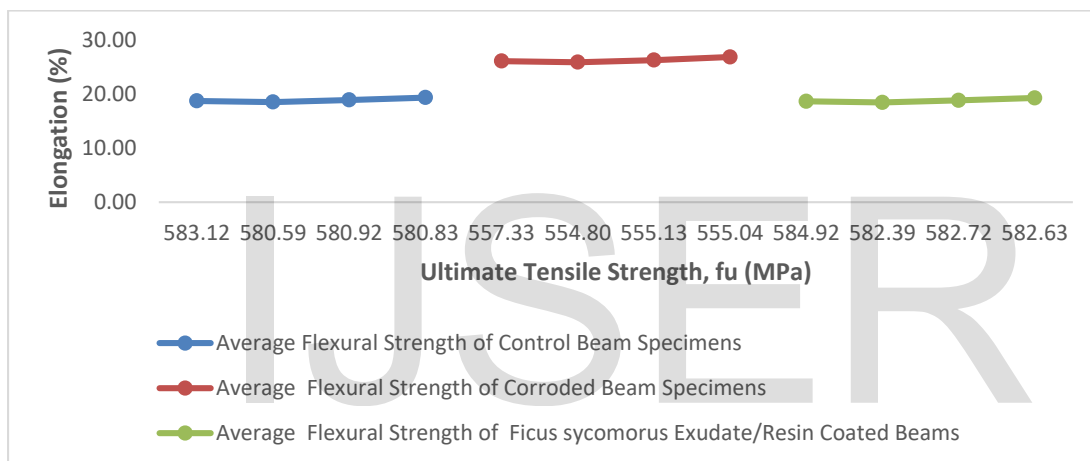 30.00
20.00
10.00
0.00
Elongation (%)
583.12 580.59 580.92 580.83 557.33 554.80 555.13 555.04 584.92 582.39 582.72 582.63
Ultimate Tensile Strength, fu (MPa)
Average Flexural Strength of Control Beam Specimens
Average Flexural Strength of Corroded Beam Specimens
Average Flexural Strength of Ficus sycomorus Exudate/Resin Coated Beams
IJSER